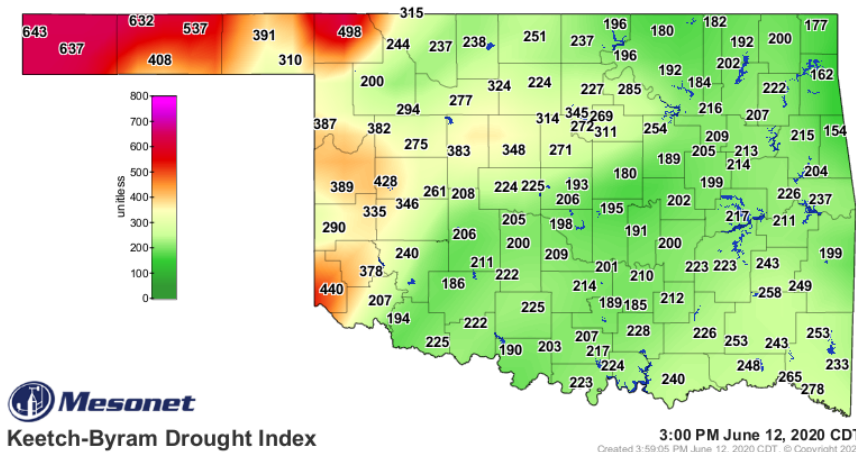 315
643 632 537 391 498 244 237 238 251 237 196 180 182 192 200 177
637 408 310 196 202
200 324 224 227 285 192 184 222 162
277
294 314 345 269 216 207
387 382 272 311 254 209 215 154
275 383 348 271 205 213
189 214
389 428 180 204
261 208 224 225 193 199 226 237
346 206 202
335 195 217 211
290 205 198 191
206 200 200
240 209 199
378 211 201 223 223 243
222 210
440 186 214 249
207 225 189 185 212 258
194
222 228 226 253
225 207 253 243
190 203 217
224 248 233
223 240 265
278
800
700
600
500
400
300
200
100
0
unitless
Mesonet
Keetch-Byram Drought Index
3:00 PM June 12, 2020 CDT
Created 3:59:05 PM June 12, 2020 CDT. © Copyright 202